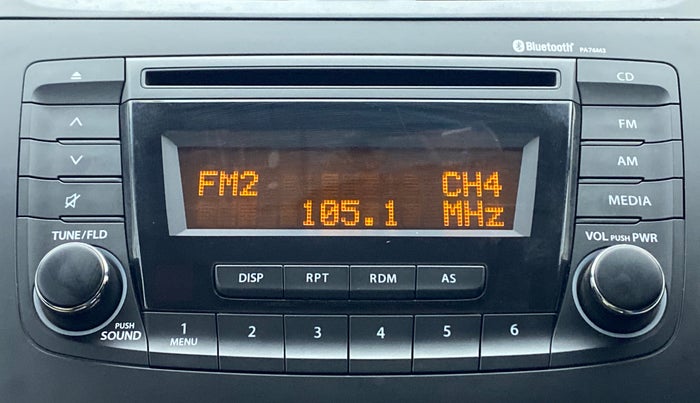 Bluetooth PA74443
CD
FM
AM
MEDIA
FM2 CH4
105.1 MHz
TUNE/FLD
VOL PUSH PWR
DISP RPT RDM AS
PUSH SOUND
1 2 3 4 5 6
MENU